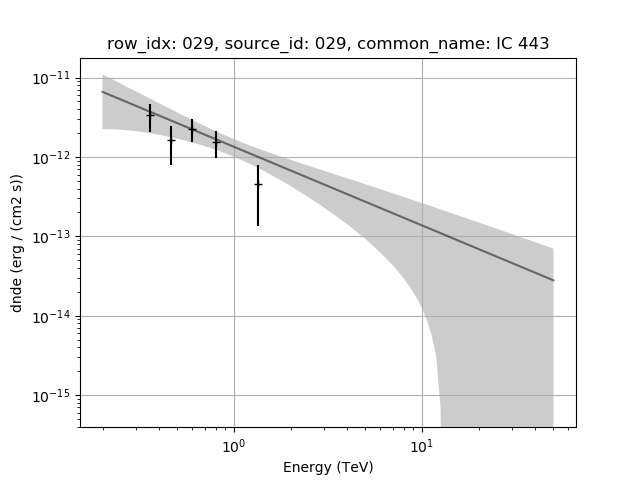 row_idx: 029, source_id: 029, common_name: IC 443
10⁻¹¹
10⁻¹²
10⁻¹³
10⁻¹⁴
10⁻¹⁵
dnde (erg / (cm2 s))
10⁰ 10¹
Energy (TeV)